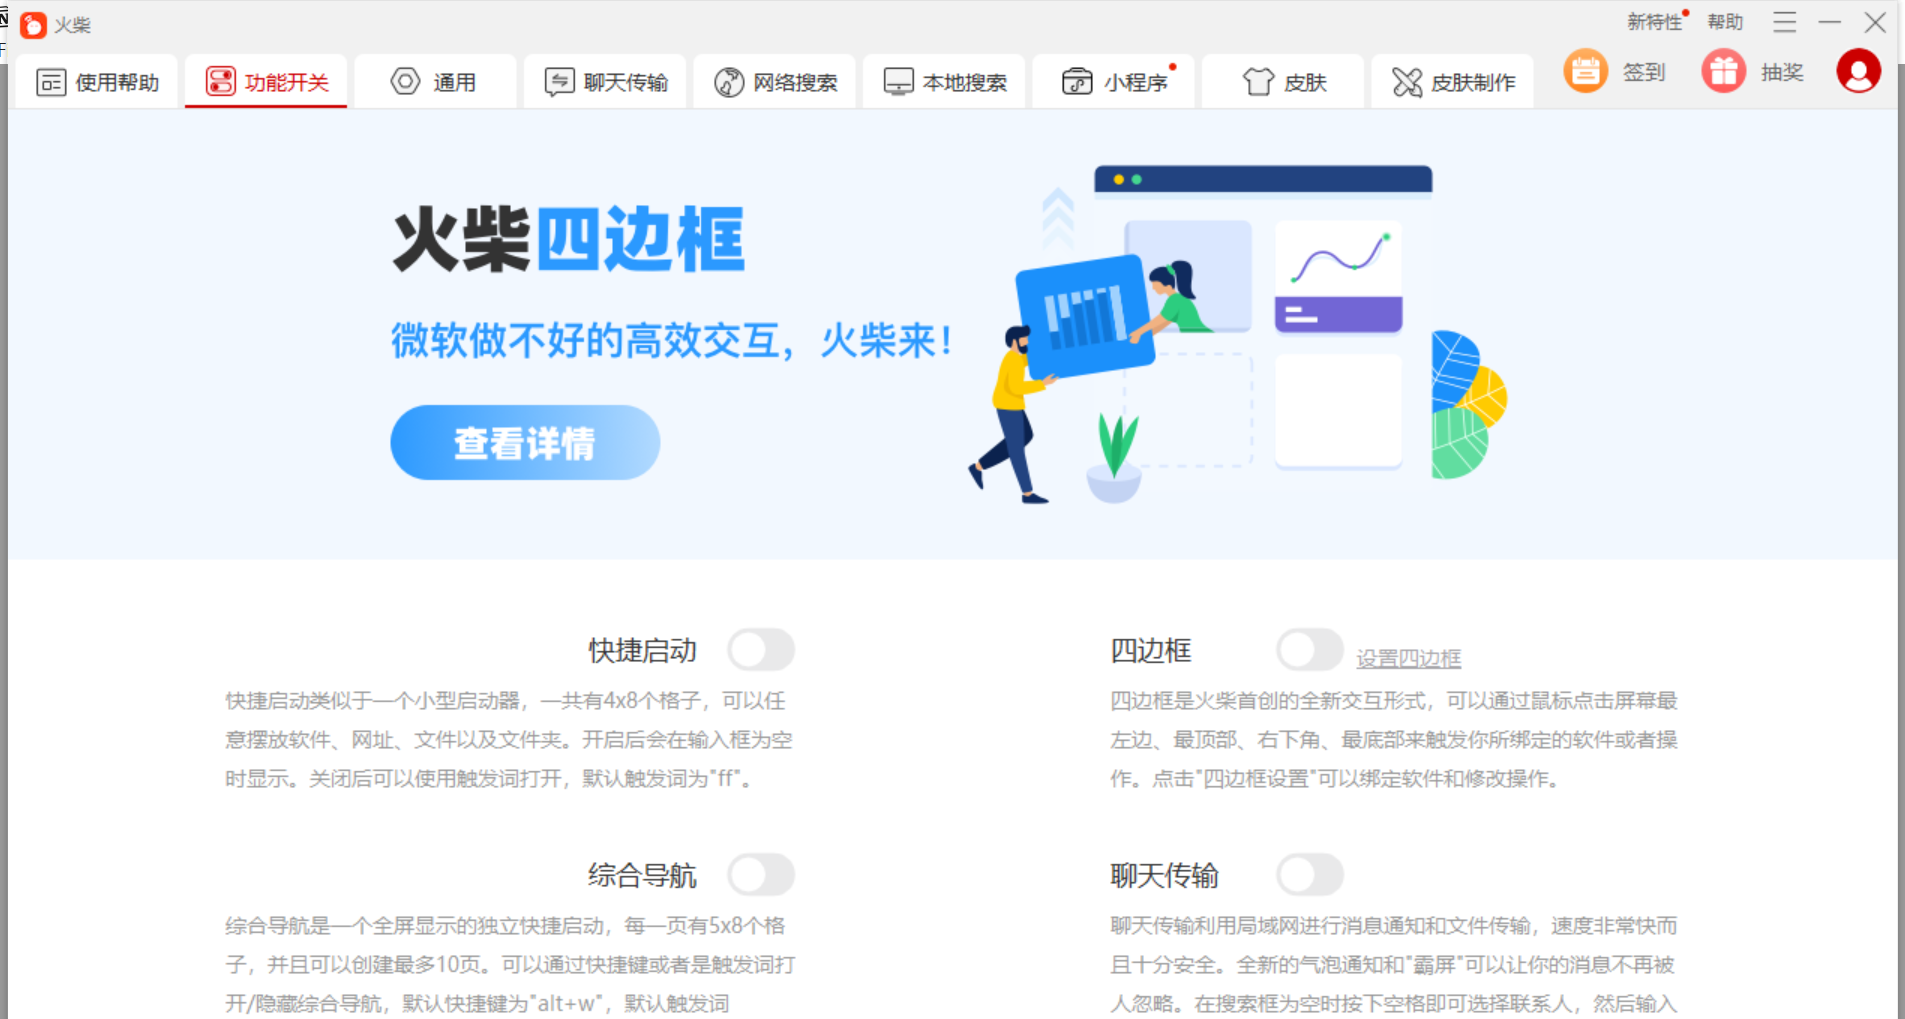 火柴
新特性 帮助
使用帮助 功能开关 通用 聊天传输 网络搜索 本地搜索 小程序 皮肤 皮肤制作 签到 抽奖
火柴四边框
微软做不好的高效交互，火柴来！
查看详情
快捷启动
快捷启动类似于一个小型启动器，一共有4x8个格子，可以任
意摆放软件、网址、文件以及文件夹。开启后会在输入框为空
时显示。关闭后可以使用触发词打开，默认触发词为"ff"。
四边框 设置四边框
四边框是火柴首创的全新交互形式，可以通过鼠标点击屏幕最
左边、最顶部、右下角、最底部来触发你所绑定的软件或者操
作。点击"四边框设置"可以绑定软件和修改操作。
综合导航
综合导航是一个全屏显示的独立快捷启动，每一页有5x8个格
子，并且可以创建最多10页。可以通过快捷键或者是触发词打
开/隐藏综合导航，默认快捷键为"alt+w"，默认触发词
聊天传输
聊天传输利用局域网进行消息通知和文件传输，速度非常快而
且十分安全。全新的气泡通知和"霸屏"可以让你的消息不再被
人忽略。在搜索框为空时按下空格即可选择联系人，然后输入